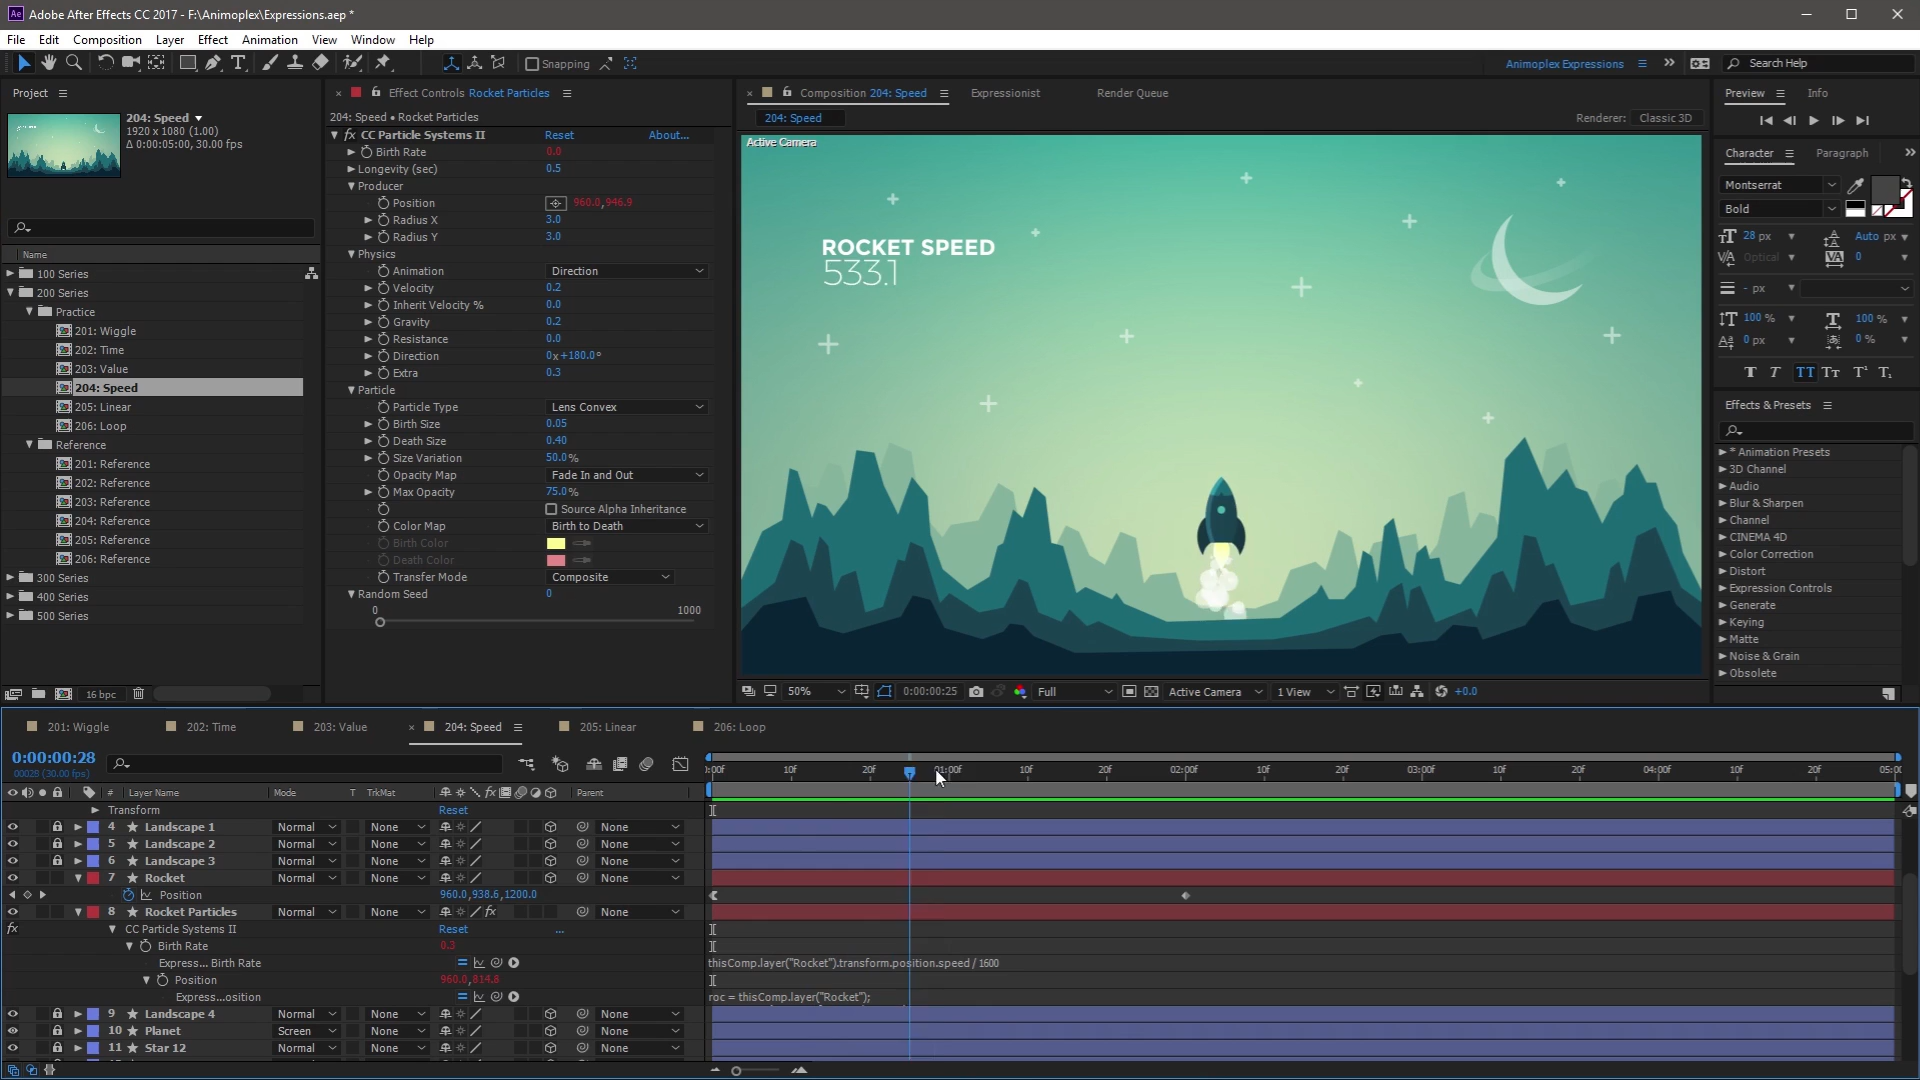 Adobe After Effects CC 2017 - F:\Animoplex\Expressions.aep *
File Edit Composition Layer Effect Animation View Window Help
Snapping
Animoplex Expressions
Search Help
Project
204: Speed
1920 x 1080 (1.00)
Δ 0:00:05:00, 30.00 fps
Name
100 Series
200 Series
Practice
201: Wiggle
202: Time
203: Value
204: Speed
205: Linear
206: Loop
Reference
201: Reference
202: Reference
203: Reference
204: Reference
205: Reference
206: Reference
300 Series
400 Series
500 Series
16 bpc
Effect Controls Rocket Particles
204: Speed • Rocket Particles
fx CC Particle Systems II Reset About...
Birth Rate 0.0
Longevity (sec) 0.5
Producer
Position 960.0,946.9
Radius X 3.0
Radius Y 3.0
Physics
Animation Direction
Velocity 0.2
Inherit Velocity % 0.0
Gravity 0.2
Resistance 0.0
Direction 0x+180.0°
Extra 0.3
Particle
Particle Type Lens Convex
Birth Size 0.05
Death Size 0.40
Size Variation 50.0%
Opacity Map Fade In and Out
Max Opacity 75.0%
Source Alpha Inheritance
Color Map Birth to Death
Birth Color
Death Color
Transfer Mode Composite
Random Seed 0
0 1000
Composition 204: Speed Expressionist Render Queue
204: Speed Renderer: Classic 3D
Active Camera
ROCKET SPEED
533.1
50% 0:00:00:25 Full Active Camera 1 View +0.0
Preview Info
Character Paragraph
Montserrat
Bold
28 px Auto px
Optical 0
- px
100 % 100 %
0 px 0 %
Effects & Presets
* Animation Presets
3D Channel
Audio
Blur & Sharpen
Channel
CINEMA 4D
Color Correction
Distort
Expression Controls
Generate
Keying
Matte
Noise & Grain
Obsolete
201: Wiggle 202: Time 203: Value 204: Speed 205: Linear 206: Loop
0:00:00:28
00028 (30.00 fps)
:00f 10f 20f 01:00f 10f 20f 02:00f 10f 20f 03:00f 10f 20f 04:00f 10f 20f 05:00
# Layer Name Mode T TrkMat Parent
Transform Reset
4 Landscape 1 Normal None None
5 Landscape 2 Normal None None
6 Landscape 3 Normal None None
7 Rocket Normal None None
Position 960.0,938.6,1200.0
8 Rocket Particles Normal None None
fx CC Particle Systems II Reset ...
Birth Rate 0.3
Express... Birth Rate thisComp.layer("Rocket").transform.position.speed / 1600
Position 960.0,814.8
Express...osition roc = thisComp.layer("Rocket");
9 Landscape 4 Normal None None
10 Planet Screen None None
11 Star 12 Normal None None